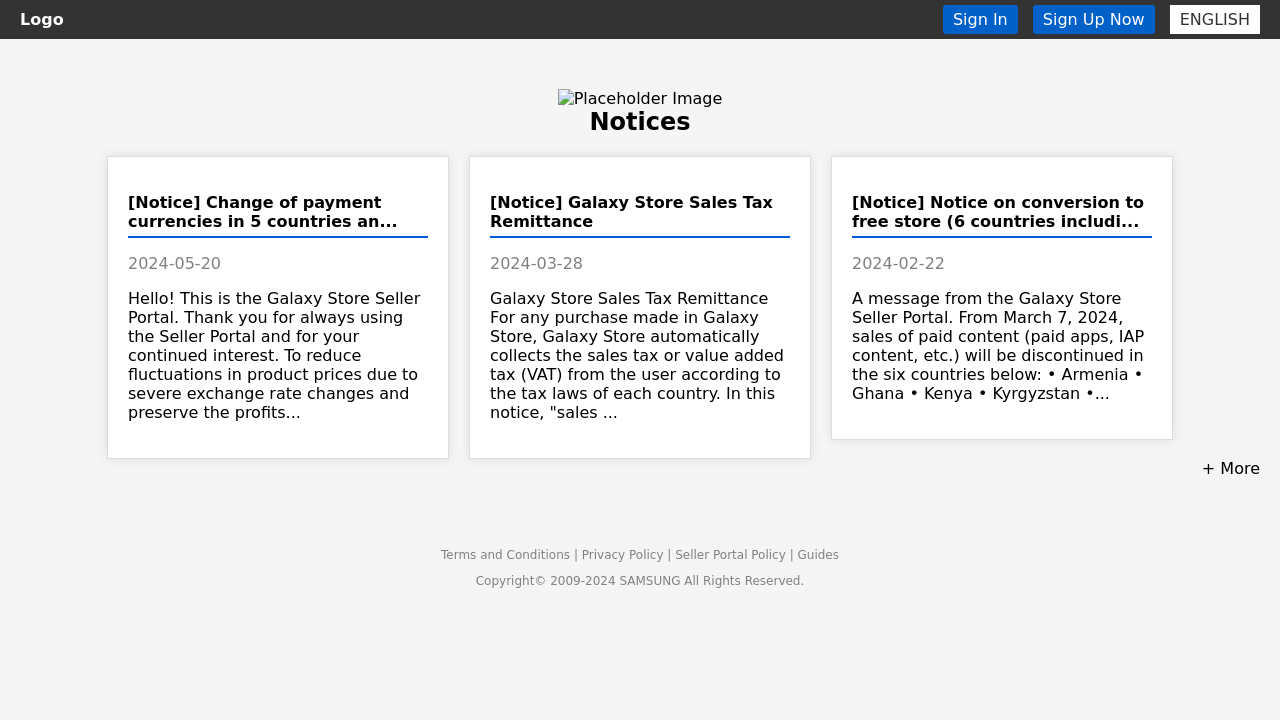 Logo
Sign In
Sign Up Now
ENGLISH
Placeholder Image
Notices
[Notice] Change of payment
currencies in 5 countries an...
2024-05-20
Hello! This is the Galaxy Store Seller
Portal. Thank you for always using
the Seller Portal and for your
continued interest. To reduce
fluctuations in product prices due to
severe exchange rate changes and
preserve the profits...
[Notice] Galaxy Store Sales Tax
Remittance
2024-03-28
Galaxy Store Sales Tax Remittance
For any purchase made in Galaxy
Store, Galaxy Store automatically
collects the sales tax or value added
tax (VAT) from the user according to
the tax laws of each country. In this
notice, "sales ...
[Notice] Notice on conversion to
free store (6 countries includi...
2024-02-22
A message from the Galaxy Store
Seller Portal. From March 7, 2024,
sales of paid content (paid apps, IAP
content, etc.) will be discontinued in
the six countries below: • Armenia •
Ghana • Kenya • Kyrgyzstan •...
+ More
Terms and Conditions | Privacy Policy | Seller Portal Policy | Guides
Copyright© 2009-2024 SAMSUNG All Rights Reserved.